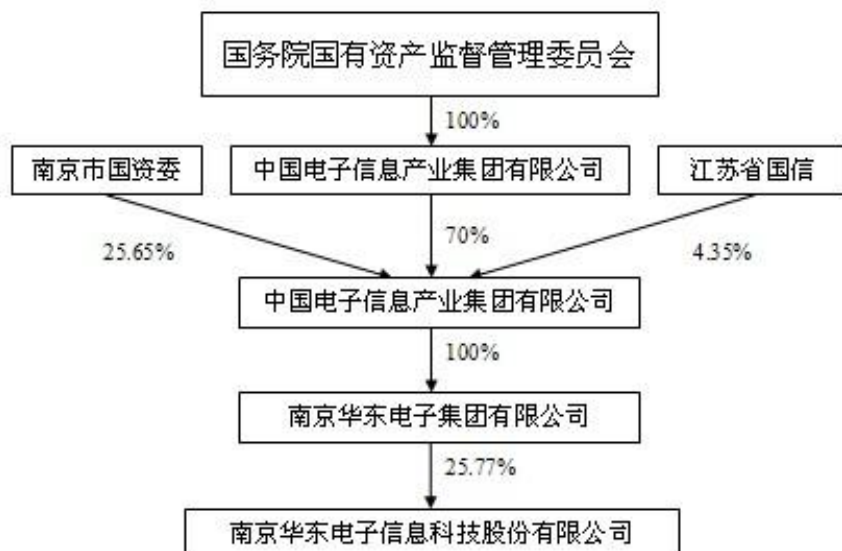 国务院国有资产监督管理委员会
100%
南京市国资委
中国电子信息产业集团有限公司
江苏省国信
25.65%
70%
4.35%
中国电子信息产业集团有限公司
100%
南京华东电子集团有限公司
25.77%
南京华东电子信息科技股份有限公司